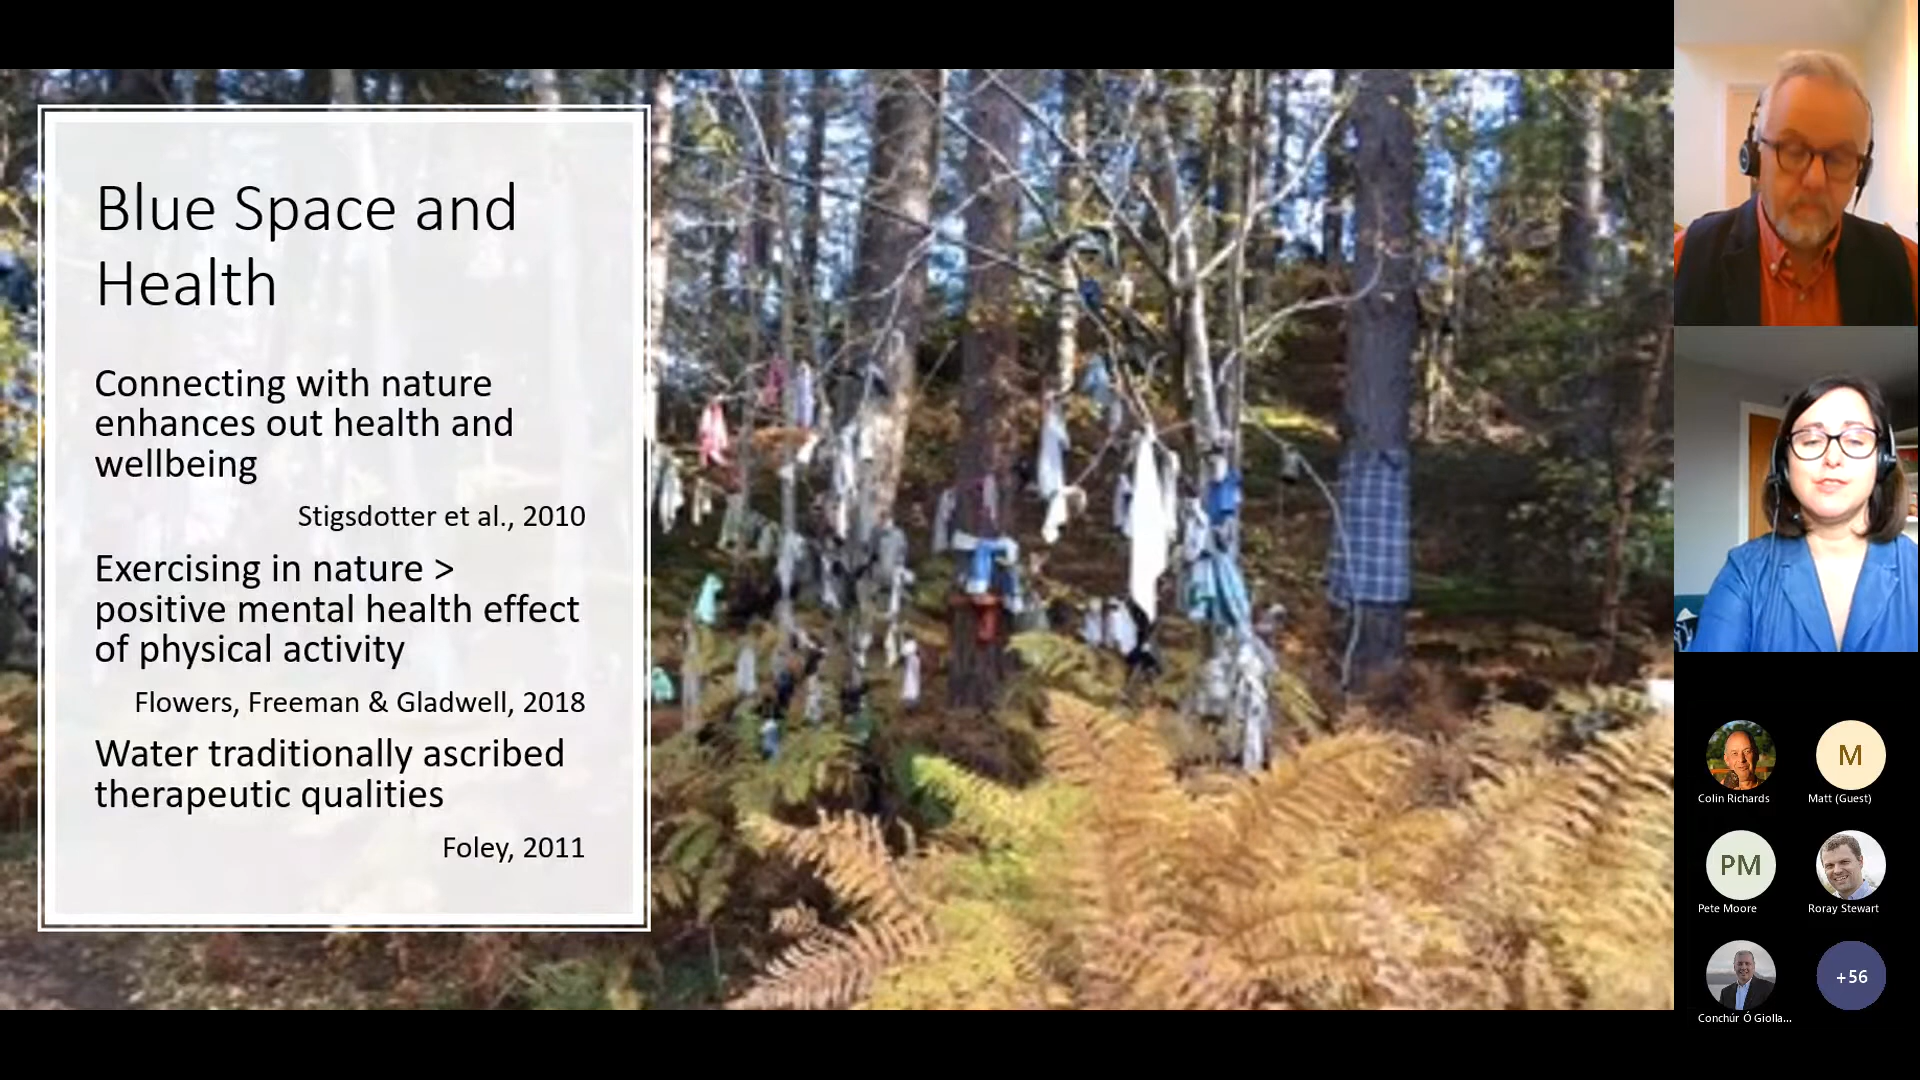 Blue Space and
Health
Connecting with nature
enhances out health and
wellbeing
Stigsdotter et al., 2010
Exercising in nature >
positive mental health effect
of physical activity
Flowers, Freeman & Gladwell, 2018
Water traditionally ascribed
therapeutic qualities
Foley, 2011
M
Colin Richards
Matt (Guest)
PM
Pete Moore
Roray Stewart
+56
Conchúr Ó Giolla...